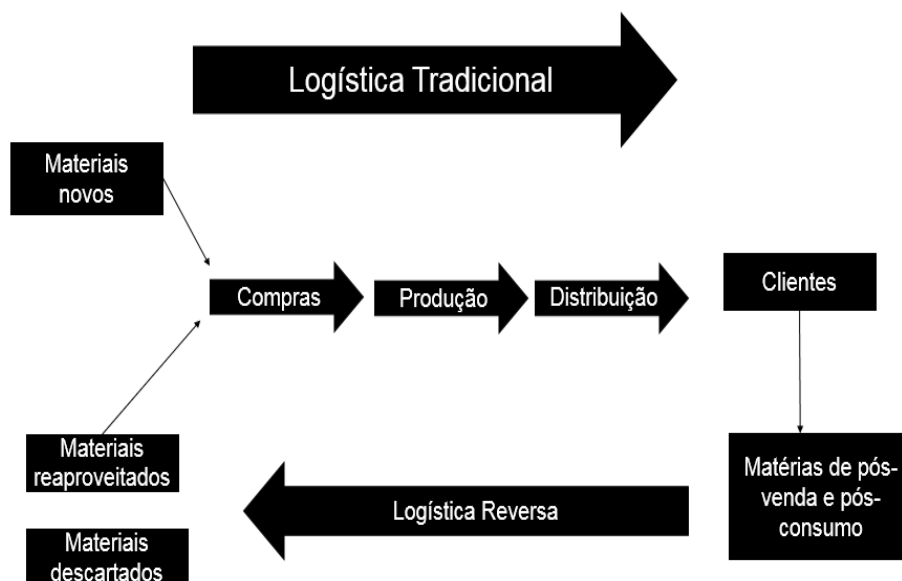 Logística Tradicional
Materiais
novos
Compras
Produção
Distribuição
Clientes
Materiais
reaproveitados
Logística Reversa
Matérias de pós-
venda e pós-
consumo
Materiais
descartados